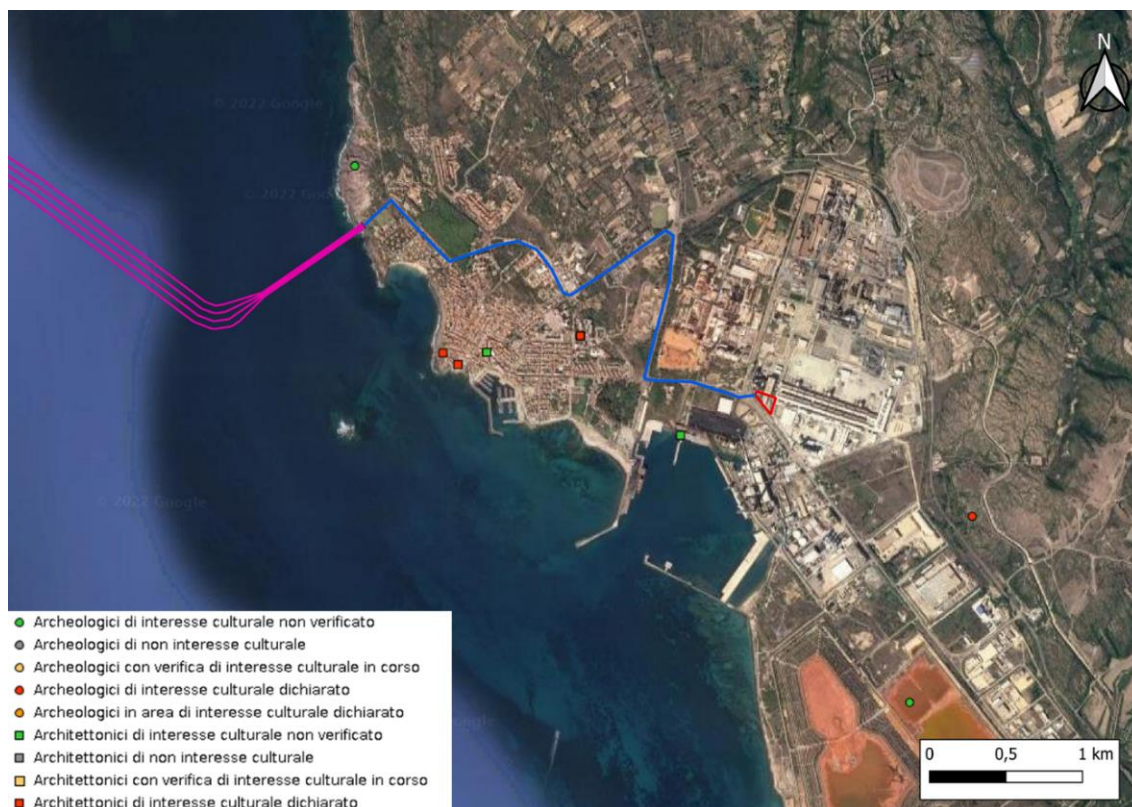 N
© 2022 Google
© 2022 Google
© 2022 Google
Google
Archeologici di interesse culturale non verificato
Archeologici di non interesse culturale
Archeologici con verifica di interesse culturale in corso
Archeologici di interesse culturale dichiarato
Archeologici in area di interesse culturale dichiarato
Architettonici di interesse culturale non verificato
Architettonici di non interesse culturale
Architettonici con verifica di interesse culturale in corso
Architettonici di interesse culturale dichiarato
0 0,5 1 km